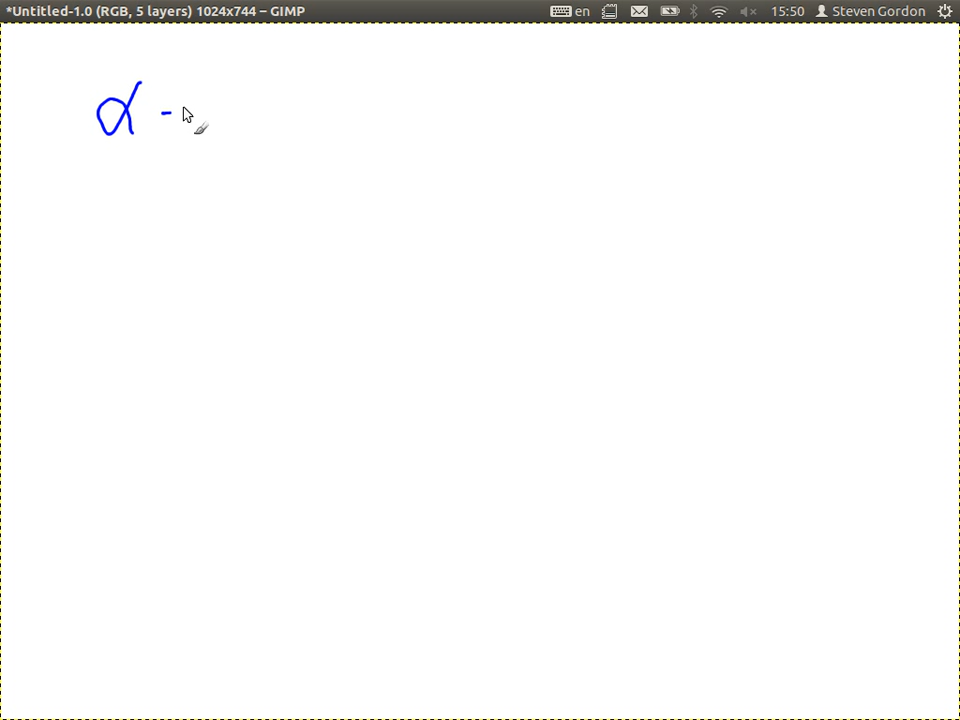 *Untitled-1.0 (RGB, 5 layers) 1024x744 – GIMP en 15:50 Steven Gordon
α -